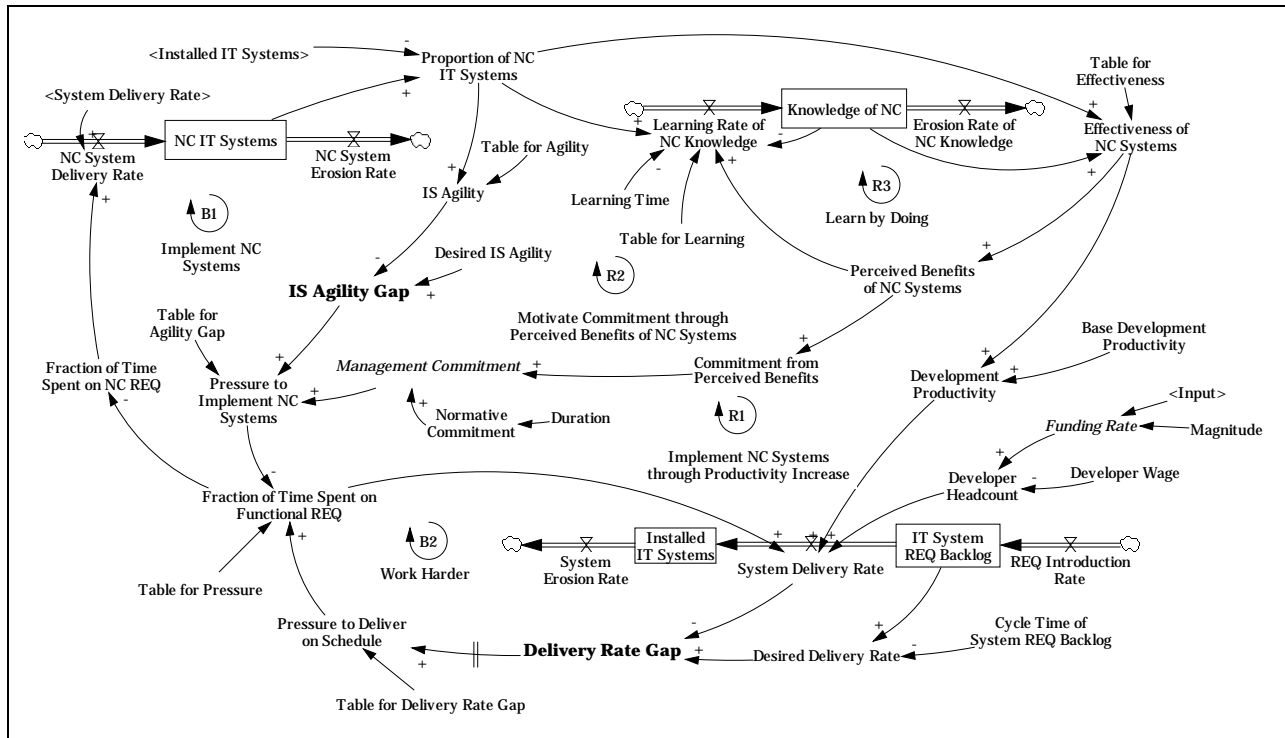 <Installed IT Systems>
-
Proportion of NC
IT Systems
+
Table for
Effectiveness
<System Delivery Rate>
+
NC IT Systems
NC System
Delivery Rate
+
NC System
Erosion Rate
Knowledge of NC
+
Learning Rate of
NC Knowledge
-
+
Erosion Rate of
NC Knowledge
+
Effectiveness of
NC Systems
+
Table for Agility
+
IS Agility
Learning Time
-
Table for Learning
R3
Learn by Doing
B1
Implement NC
Systems
-
Desired IS Agility
+
IS Agility Gap
R2
Motivate Commitment through
Perceived Benefits of NC Systems
+
Perceived Benefits
of NC Systems
Table for
Agility Gap
Fraction of Time
Spent on NC REQ
-
+
Pressure to
Implement NC
Systems
+
Management Commitment
+
+
Commitment from
Perceived Benefits
+
Normative
Commitment
Duration
R1
Implement NC Systems
through Productivity Increase
Base Development
Productivity
+
+
Development
Productivity
<Input>
Funding Rate
Magnitude
+
+
Developer
Headcount
-
Developer Wage
-
Fraction of Time Spent on
Functional REQ
+
Table for Pressure
B2
Work Harder
System
Erosion Rate
Installed
IT Systems
+
+
+
System Delivery Rate
IT System
REQ Backlog
REQ Introduction
Rate
Pressure to Deliver
on Schedule
+
Table for Delivery Rate Gap
-
Delivery Rate Gap
+
+
Desired Delivery Rate
-
Cycle Time of
System REQ Backlog